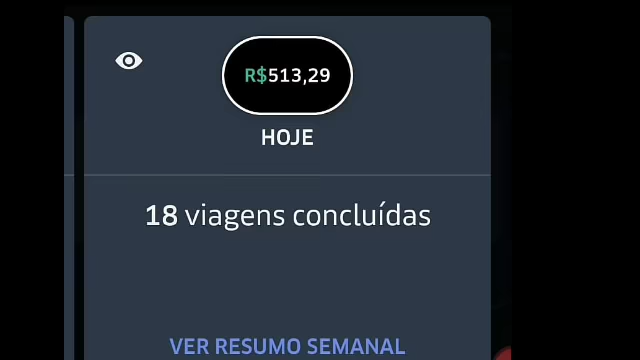 R$513,29
HOJE
18 viagens concluídas
VER RESUMO SEMANAL